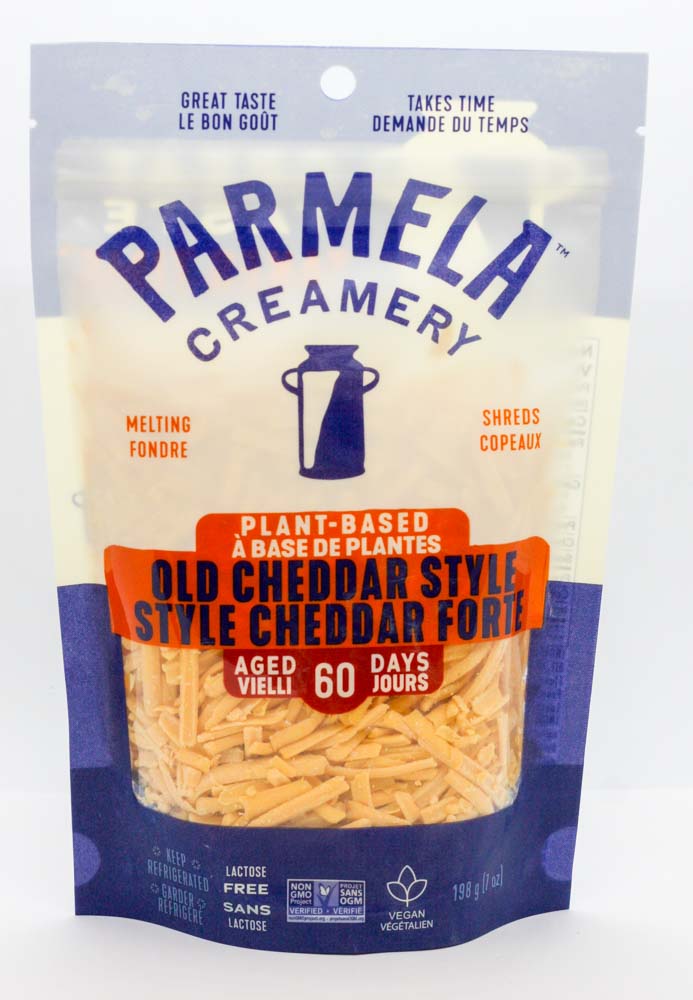 GREAT TASTE
LE BON GOÛT
TAKES TIME
DEMANDE DU TEMPS
PARMELA™
CREAMERY
MELTING
FONDRE
SHREDS
COPEAUX
PLANT-BASED
À BASE DE PLANTES
OLD CHEDDAR STYLE
STYLE CHEDDAR FORTE
AGED
VIELLI
60
DAYS
JOURS
KEEP
REFRIGERATED
GARDER
RÉFRIGÉRÉ
LACTOSE
FREE
SANS
LACTOSE
NON
GMO
Project
PROJET
SANS
OGM
VERIFIED • VERIFIÉ
VEGAN
VÉGÉTALIEN
198 g (7 oz)